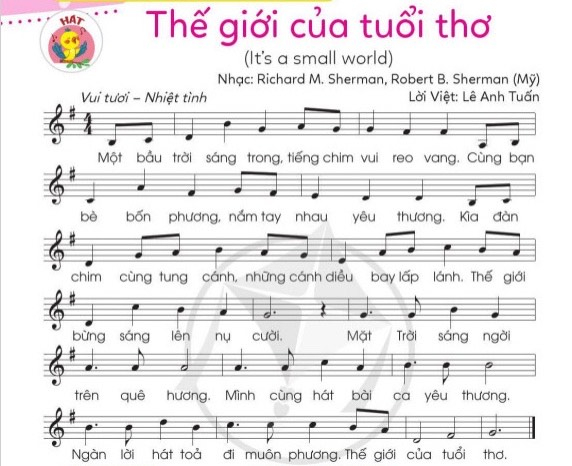 HÁT
Thế giới của tuổi thơ
(It's a small world)
Nhạc: Richard M. Sherman, Robert B. Sherman (Mỹ)
Vui tươi – Nhiệt tình
Lời Việt: Lê Anh Tuấn
4
4
Một bầu trời sáng trong, tiếng chim vui reo vang. Cùng bạn
bè bốn phương, nắm tay nhau yêu thương. Kìa đàn
chim cùng tung cánh, những cánh diều bay lấp lánh. Thế giới
bừng sáng lên nụ cười. Mặt Trời sáng ngời
trên quê hương. Mình cùng hát bài ca yêu thương.
Ngàn lời hát toả đi muôn phương. Thế giới của tuổi thơ.